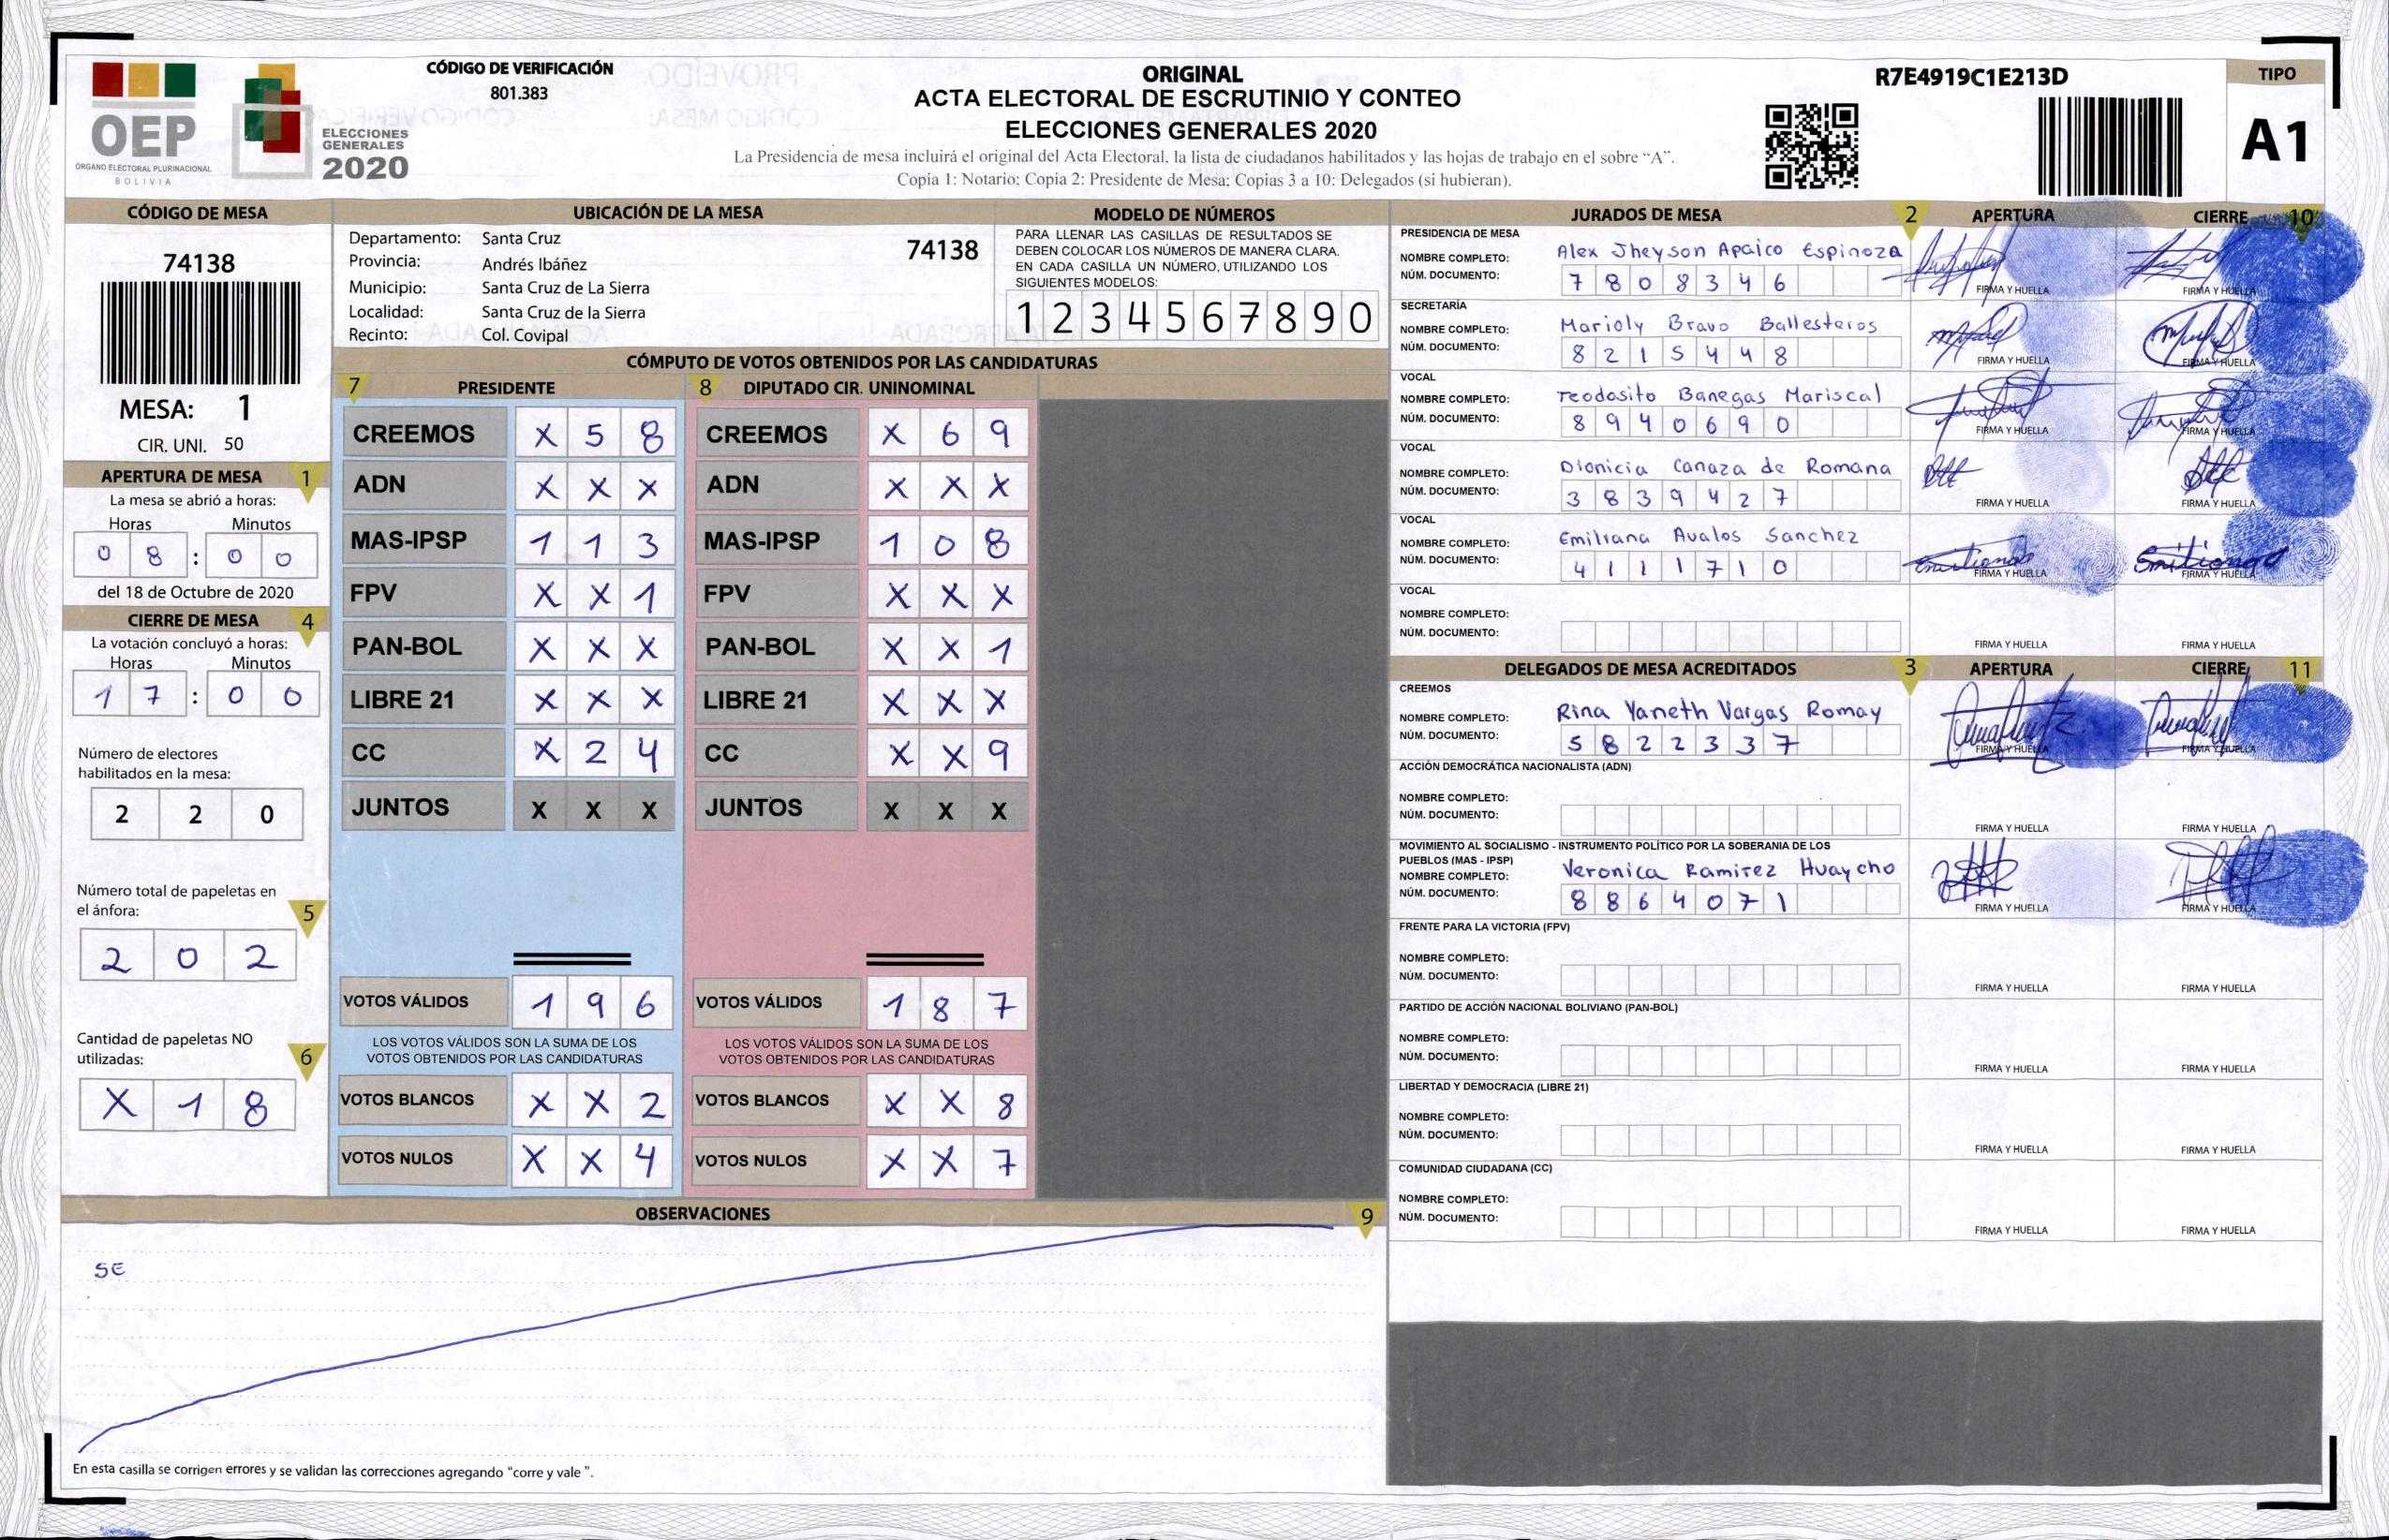 CÓDIGO DE VERIFICACIÓN
801.383
OEP
ÓRGANO ELECTORAL PLURINACIONAL
BOLIVIA
ELECCIONES
GENERALES
2020
ORIGINAL
ACTA ELECTORAL DE ESCRUTINIO Y CONTEO
ELECCIONES GENERALES 2020
La Presidencia de mesa incluirá el original del Acta Electoral, la lista de ciudadanos habilitados y las hojas de trabajo en el sobre “A”.
Copia 1: Notario; Copia 2: Presidente de Mesa; Copias 3 a 10: Delegados (si hubieran).
R7E4919C1E213D
TIPO
A1
CÓDIGO DE MESA
74138
MESA: 1
CIR. UNI. 50
APERTURA DE MESA 1
La mesa se abrió a horas:
Horas Minutos
0 8 : 0 0
del 18 de Octubre de 2020
CIERRE DE MESA 4
La votación concluyó a horas:
Horas Minutos
1 7 : 0 0
Número de electores
habilitados en la mesa:
2 2 0
Número total de papeletas en
el ánfora: 5
2 0 2
Cantidad de papeletas NO
utilizadas: 6
X 1 8
UBICACIÓN DE LA MESA
Departamento: Santa Cruz 74138
Provincia: Andrés Ibáñez
Municipio: Santa Cruz de La Sierra
Localidad: Santa Cruz de la Sierra
Recinto: Col. Covipal
MODELO DE NÚMEROS
PARA LLENAR LAS CASILLAS DE RESULTADOS SE
DEBEN COLOCAR LOS NÚMEROS DE MANERA CLARA.
EN CADA CASILLA UN NÚMERO, UTILIZANDO LOS
SIGUIENTES MODELOS:
1 2 3 4 5 6 7 8 9 0
CÓMPUTO DE VOTOS OBTENIDOS POR LAS CANDIDATURAS
7 PRESIDENTE 8 DIPUTADO CIR. UNINOMINAL
CREEMOS X 5 8 CREEMOS X 6 9
ADN X X X ADN X X X
MAS-IPSP 1 1 3 MAS-IPSP 1 0 8
FPV X X 1 FPV X X X
PAN-BOL X X X PAN-BOL X X 1
LIBRE 21 X X X LIBRE 21 X X X
CC X 2 4 CC X X 9
JUNTOS X X X JUNTOS X X X
VOTOS VÁLIDOS 1 9 6 VOTOS VÁLIDOS 1 8 7
LOS VOTOS VÁLIDOS SON LA SUMA DE LOS LOS VOTOS VÁLIDOS SON LA SUMA DE LOS
VOTOS OBTENIDOS POR LAS CANDIDATURAS VOTOS OBTENIDOS POR LAS CANDIDATURAS
VOTOS BLANCOS X X 2 VOTOS BLANCOS X X 8
VOTOS NULOS X X 4 VOTOS NULOS X X 7
OBSERVACIONES 9
SE
En esta casilla se corrigen errores y se validan las correcciones agregando “corre y vale ”.
JURADOS DE MESA 2 APERTURA CIERRE 10
PRESIDENCIA DE MESA
NOMBRE COMPLETO: Alex Jheyson Apaico Espinoza
NÚM. DOCUMENTO: 7 8 0 8 3 4 6 FIRMA Y HUELLA FIRMA Y HUELLA
SECRETARÍA
NOMBRE COMPLETO: Marioly Bravo Ballesteros
NÚM. DOCUMENTO: 8 2 1 5 4 4 8 FIRMA Y HUELLA FIRMA Y HUELLA
VOCAL
NOMBRE COMPLETO: Teodosito Banegas Mariscal
NÚM. DOCUMENTO: 8 9 4 0 6 9 0 FIRMA Y HUELLA FIRMA Y HUELLA
VOCAL
NOMBRE COMPLETO: Dionicia Canaza de Romana
NÚM. DOCUMENTO: 3 8 3 9 4 2 7 FIRMA Y HUELLA FIRMA Y HUELLA
VOCAL
NOMBRE COMPLETO: Emiliana Avalos Sanchez
NÚM. DOCUMENTO: 4 1 1 1 7 1 0 FIRMA Y HUELLA FIRMA Y HUELLA
VOCAL
NOMBRE COMPLETO:
NÚM. DOCUMENTO: FIRMA Y HUELLA FIRMA Y HUELLA
DELEGADOS DE MESA ACREDITADOS 3 APERTURA CIERRE 11
CREEMOS
NOMBRE COMPLETO: Rina Yaneth Vargas Romay
NÚM. DOCUMENTO: 5 8 2 2 3 3 7 FIRMA Y HUELLA FIRMA Y HUELLA
ACCIÓN DEMOCRÁTICA NACIONALISTA (ADN)
NOMBRE COMPLETO:
NÚM. DOCUMENTO: FIRMA Y HUELLA FIRMA Y HUELLA
MOVIMIENTO AL SOCIALISMO - INSTRUMENTO POLÍTICO POR LA SOBERANIA DE LOS
PUEBLOS (MAS - IPSP)
NOMBRE COMPLETO: Veronica Ramirez Huaycho
NÚM. DOCUMENTO: 8 8 6 4 0 7 1 FIRMA Y HUELLA FIRMA Y HUELLA
FRENTE PARA LA VICTORIA (FPV)
NOMBRE COMPLETO:
NÚM. DOCUMENTO: FIRMA Y HUELLA FIRMA Y HUELLA
PARTIDO DE ACCIÓN NACIONAL BOLIVIANO (PAN-BOL)
NOMBRE COMPLETO:
NÚM. DOCUMENTO: FIRMA Y HUELLA FIRMA Y HUELLA
LIBERTAD Y DEMOCRACIA (LIBRE 21)
NOMBRE COMPLETO:
NÚM. DOCUMENTO: FIRMA Y HUELLA FIRMA Y HUELLA
COMUNIDAD CIUDADANA (CC)
NOMBRE COMPLETO:
NÚM. DOCUMENTO: FIRMA Y HUELLA FIRMA Y HUELLA